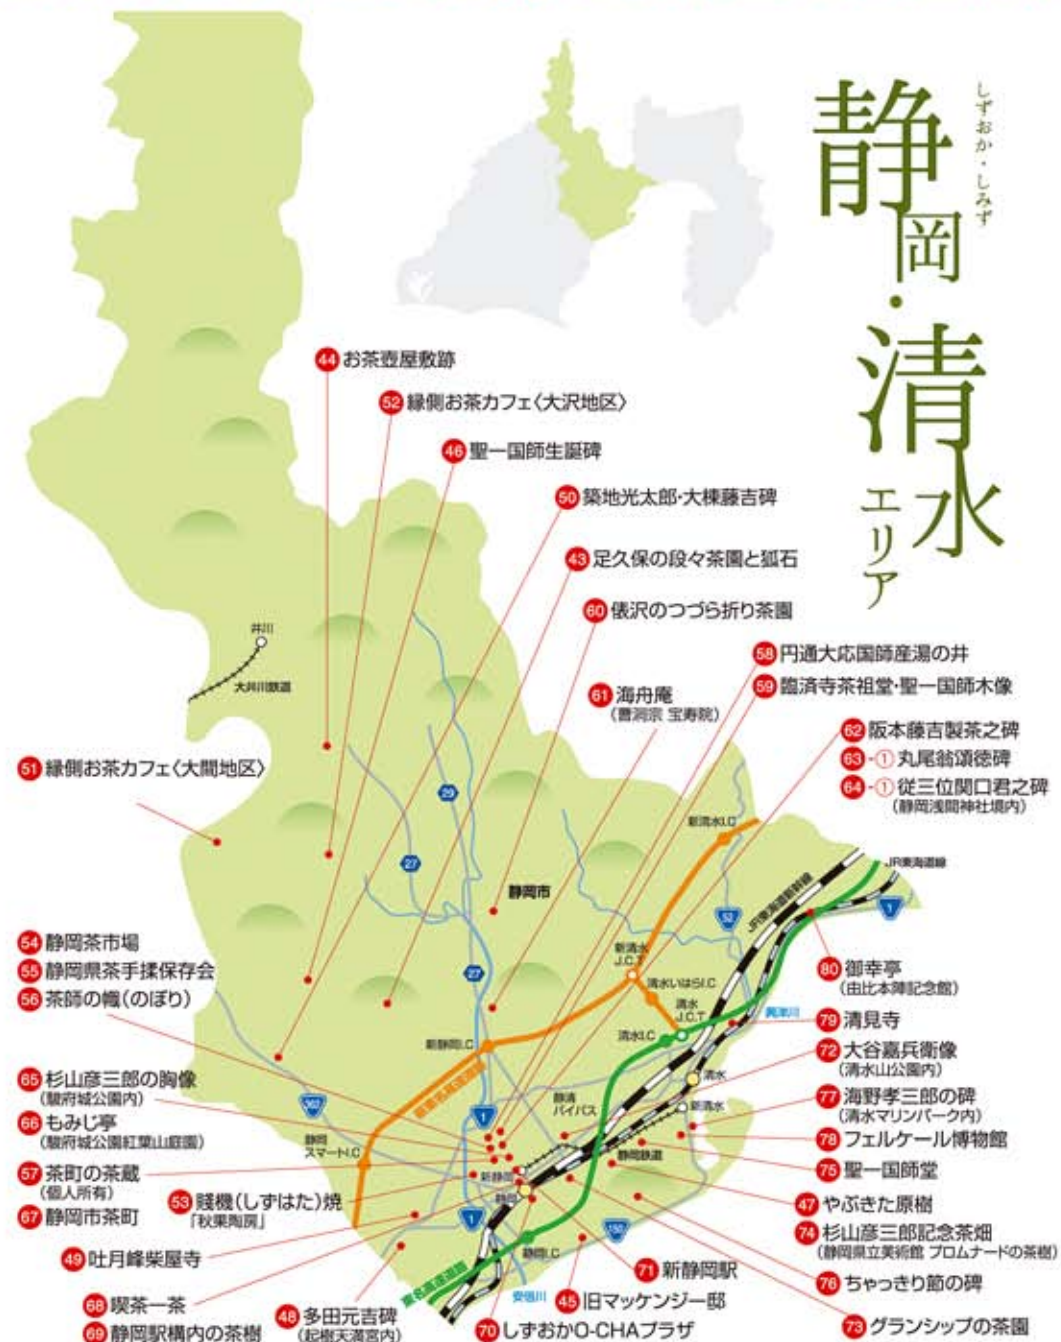 しずおか・しみず
静岡・清水
エリア
44 お茶壺屋敷跡
52 縁側お茶カフェ〈大沢地区〉
46 聖一国師生誕碑
50 築地光太郎・大棟藤吉碑
43 足久保の段々茶園と狐石
60 俵沢のつづら折り茶園
58 円通大応国師産湯の井
59 臨済寺茶祖堂・聖一国師木像
61 海舟庵
(曹洞宗 宝寿院)
62 阪本藤吉製茶之碑
63-① 丸尾翁頌徳碑
64-① 従三位関口君之碑
(静岡浅間神社境内)
井川
大井川鉄道
51 縁側お茶カフェ〈大間地区〉
29
27
静岡市
新清水I.C
JR東海道新幹線
JR東海道線
52
1
54 静岡茶市場
55 静岡県茶手揉保存会
56 茶師の幟(のぼり)
27
新清水
J.C.T
清水いはらI.C
清水
J.C.T
清水I.C
興津川
80 御幸亭
(由比本陣記念館)
79 清見寺
72 大谷嘉兵衛像
(清水山公園内)
77 海野孝三郎の碑
(清水マリンパーク内)
78 フェルケール博物館
75 聖一国師堂
47 やぶきた原樹
74 杉山彦三郎記念茶畑
(静岡県立美術館 プロムナードの茶樹)
76 ちゃっきり節の碑
73 グランシップの茶園
新静岡I.C
新東名高速道路
静清
バイパス
清水
新清水
362
1
静岡
スマートI.C
静岡鉄道
新静岡
静岡
65 杉山彦三郎の胸像
(駿府城公園内)
66 もみじ亭
(駿府城公園紅葉山庭園)
57 茶町の茶蔵
(個人所有)
67 静岡市茶町
53 賤機(しずはた)焼
「秋果陶房」
49 吐月峰柴屋寺
68 喫茶一茶
69 静岡駅構内の茶樹
48 多田元吉碑
(起樹天満宮内)
1
150
静岡I.C
東名高速道路
安倍川
71 新静岡駅
45 旧マッケンジー邸
70 しずおかO-CHAプラザ